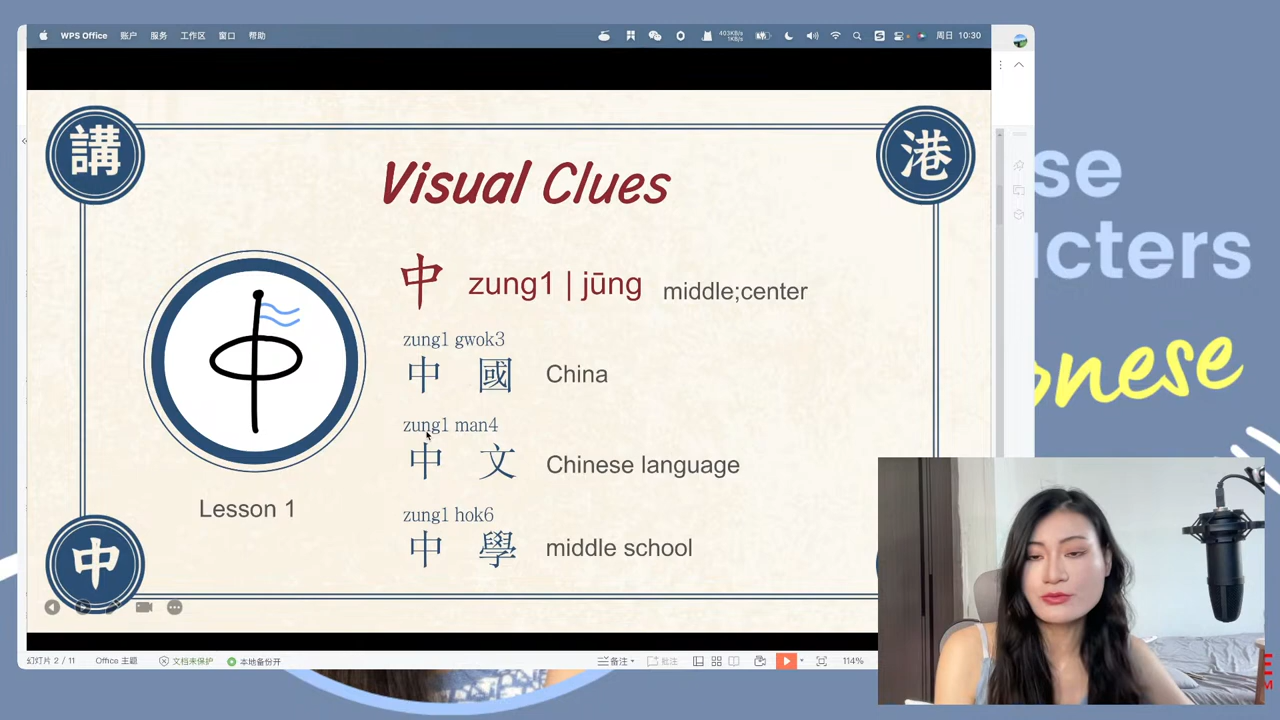 WPS Office 账户 服务 工作区 窗口 帮助 403KB/s 1KB/s 周日 10:30
講
港
Visual Clues
中 zung1 | jūng middle;center
zung1 gwok3
中 國 China
zung1 man4
中 文 Chinese language
zung1 hok6
中 學 middle school
Lesson 1
中
幻灯片 2 / 11 Office 主题 文档未保护 本地备份开 备注 批注 114%